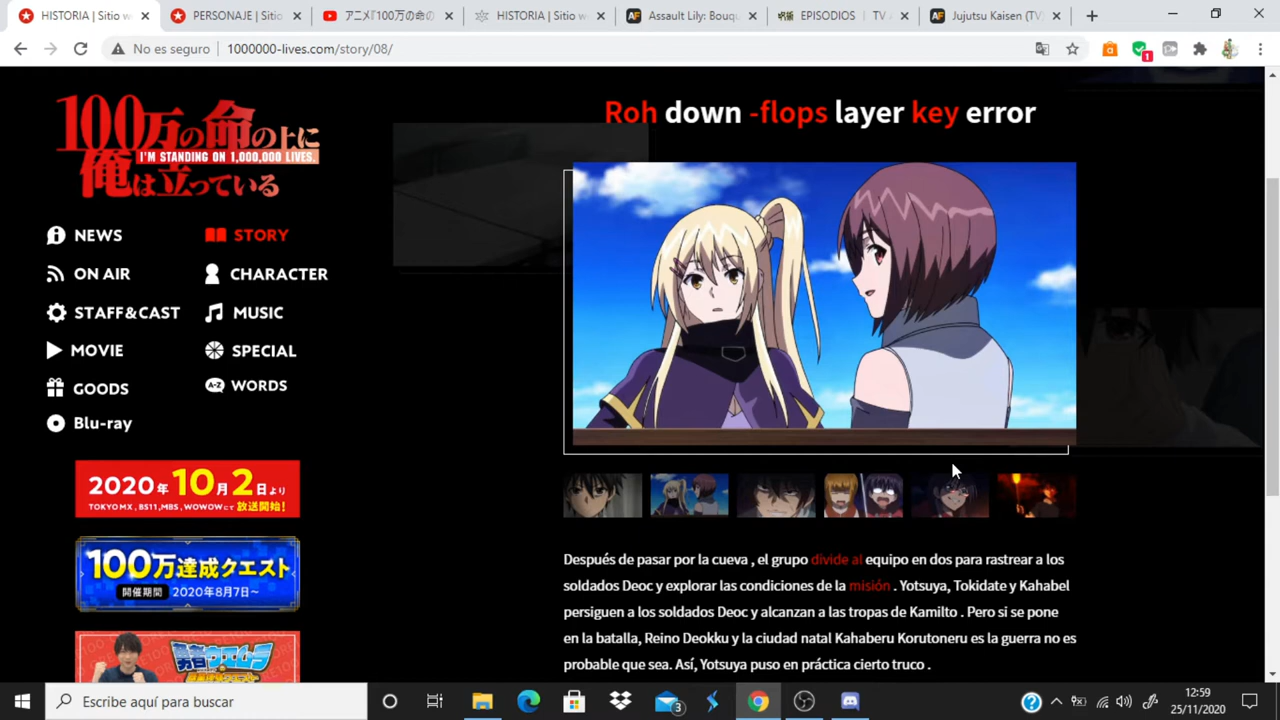 HISTORIA | Sitio w
PERSONAJE | Sitio
アニメ『100万の命の
HISTORIA | Sitio w
Assault Lily: Bouqu
EPISODIOS | TV
Jujutsu Kaisen (TV)
No es seguro
1000000-lives.com/story/08/
1
100万の命の上に
I'M STANDING ON 1,000,000 LIVES.
俺は立っている
NEWS
STORY
ON AIR
CHARACTER
STAFF&CAST
MUSIC
MOVIE
SPECIAL
GOODS
A-Z
WORDS
Blu-ray
2020年10月2日より
TOKYO MX, BS11, MBS, WOWOWにて放送開始!
100万達成クエスト
開催期間 2020年8月7日~
勇者ウエムラ
Roh down -flops layer key error
Después de pasar por la cueva , el grupo divide al equipo en dos para rastrear a los
soldados Deoc y explorar las condiciones de la misión . Yotsuya, Tokidate y Kahabel
persiguen a los soldados Deoc y alcanzan a las tropas de Kamilto . Pero si se pone
en la batalla, Reino Deokku y la ciudad natal Kahaberu Korutoneru es la guerra no es
probable que sea. Así, Yotsuya puso en práctica cierto truco .
Escribe aquí para buscar
3
12:59
25/11/2020